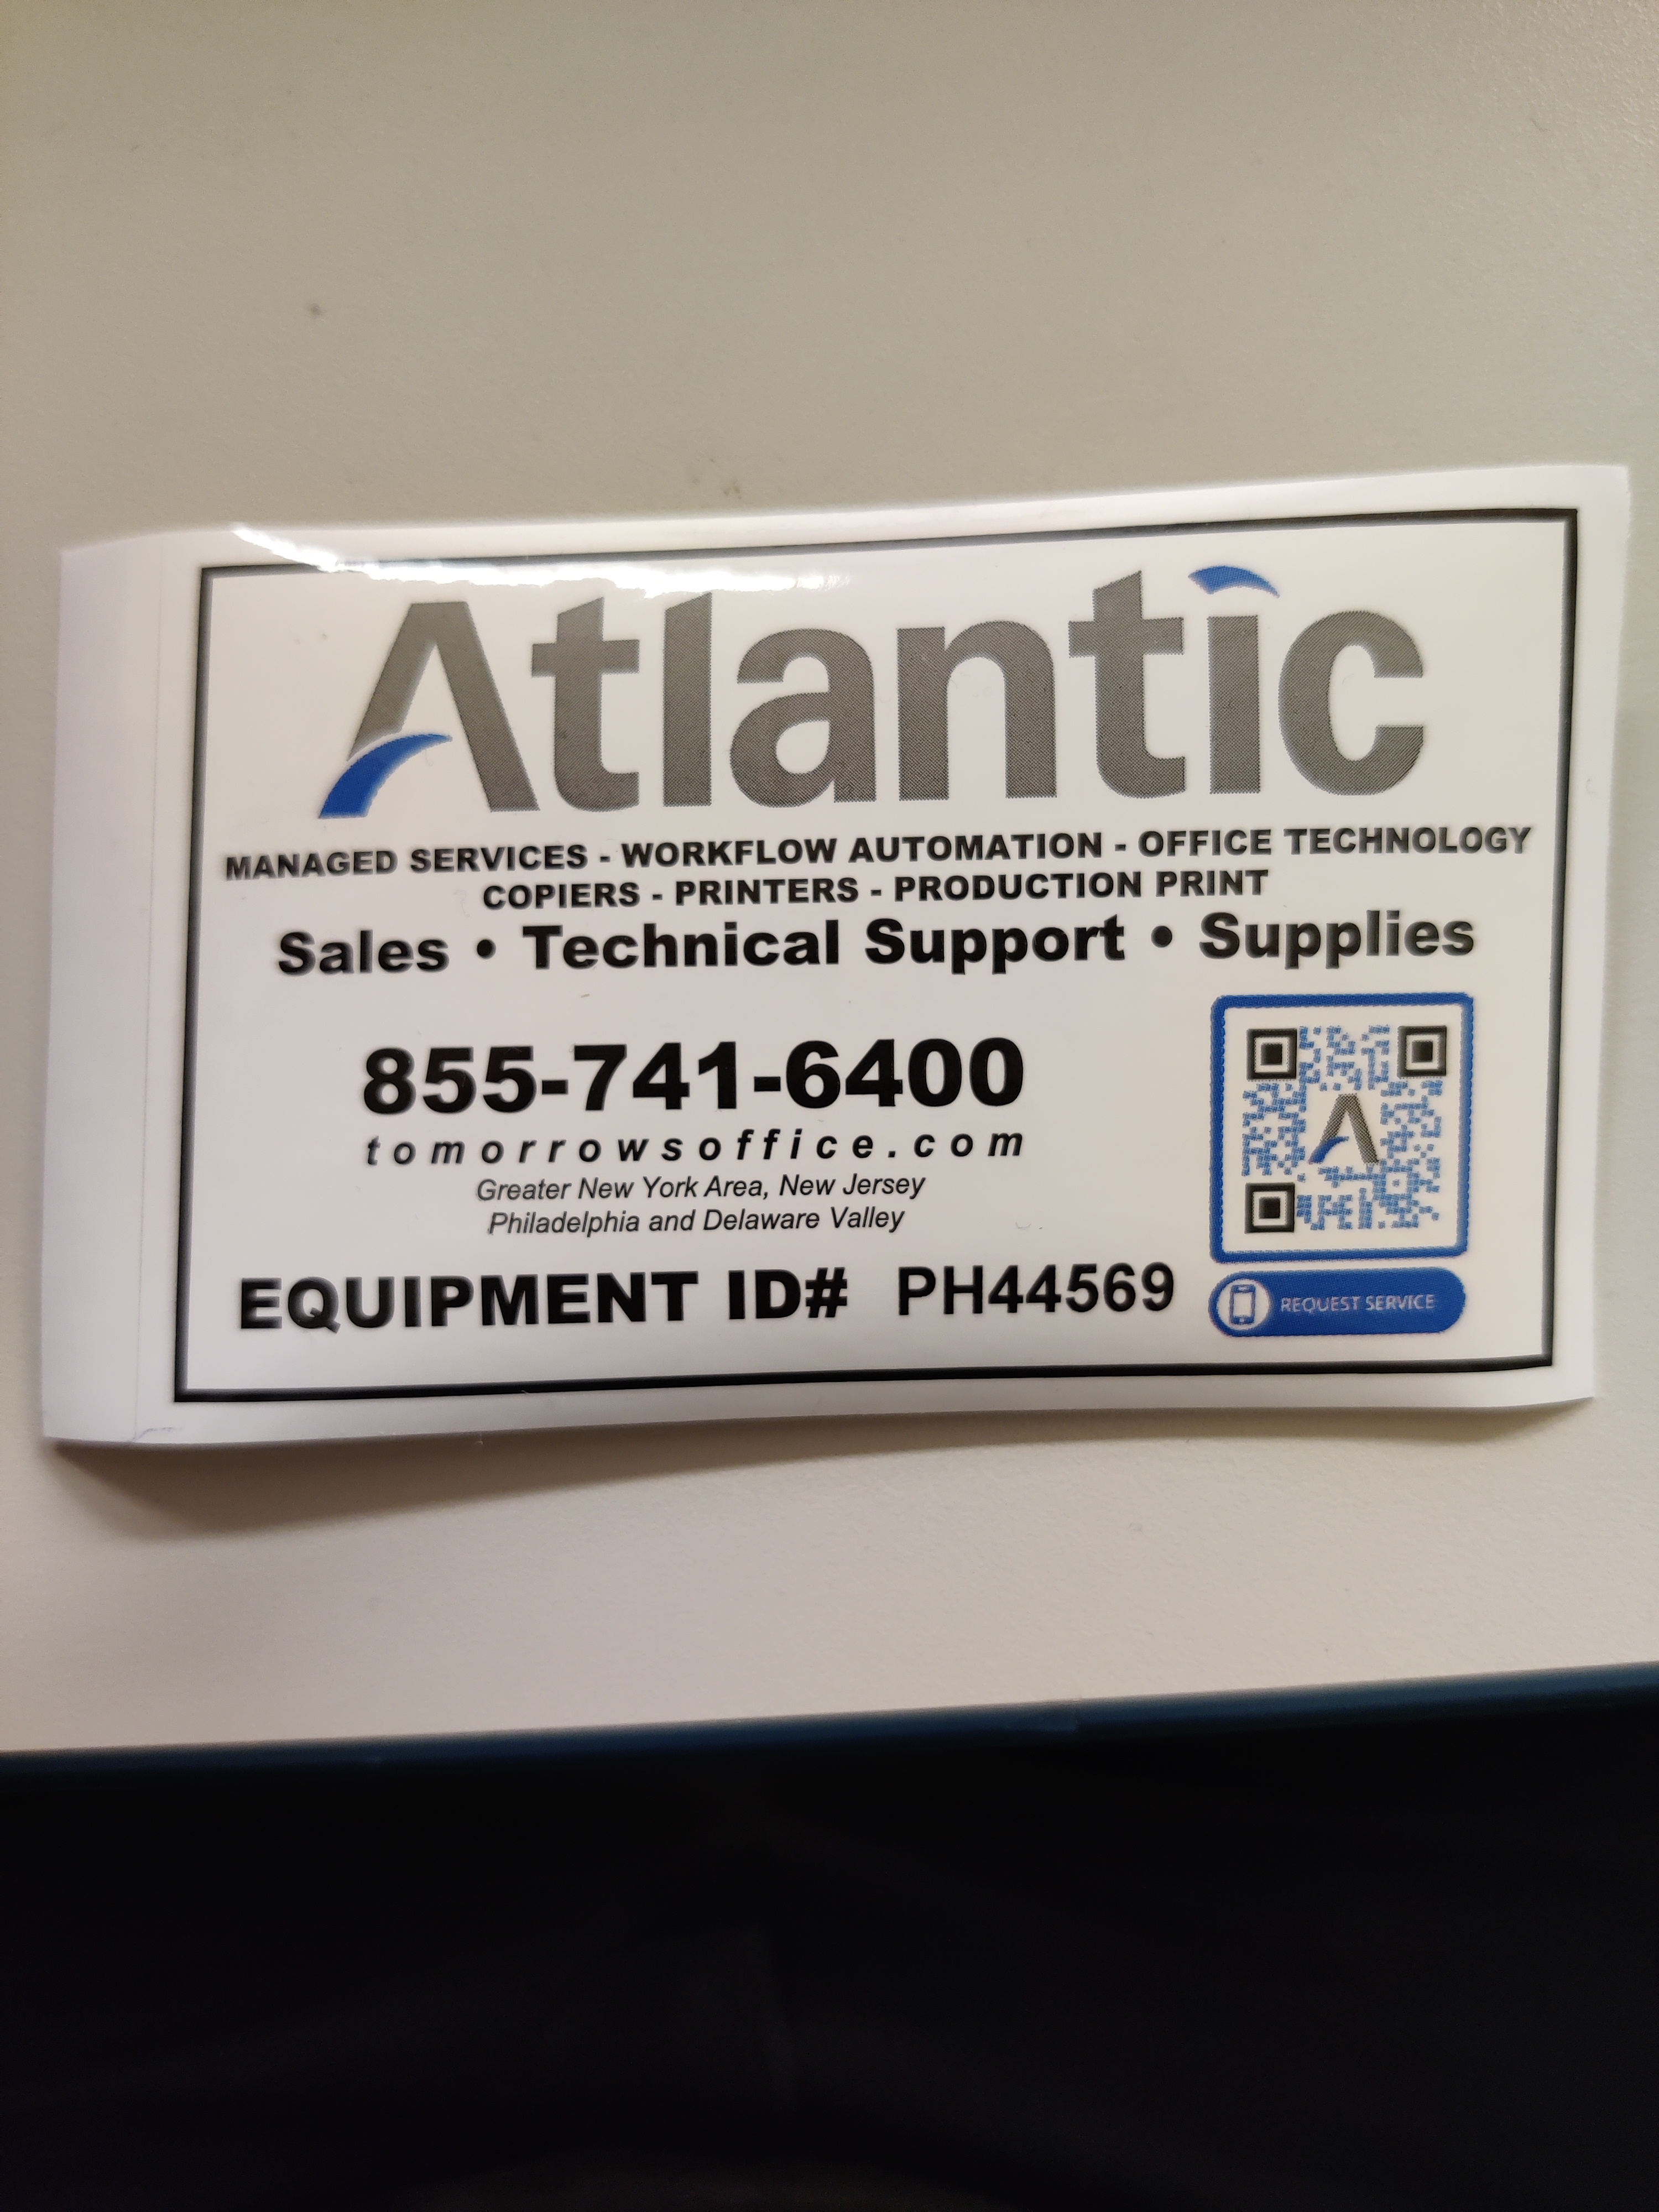 Atlantic
MANAGED SERVICES - WORKFLOW AUTOMATION - OFFICE TECHNOLOGY
COPIERS - PRINTERS - PRODUCTION PRINT
Sales • Technical Support • Supplies
855-741-6400
tomorrowsoffice.com
Greater New York Area, New Jersey
Philadelphia and Delaware Valley
EQUIPMENT ID# PH44569
A
REQUEST SERVICE